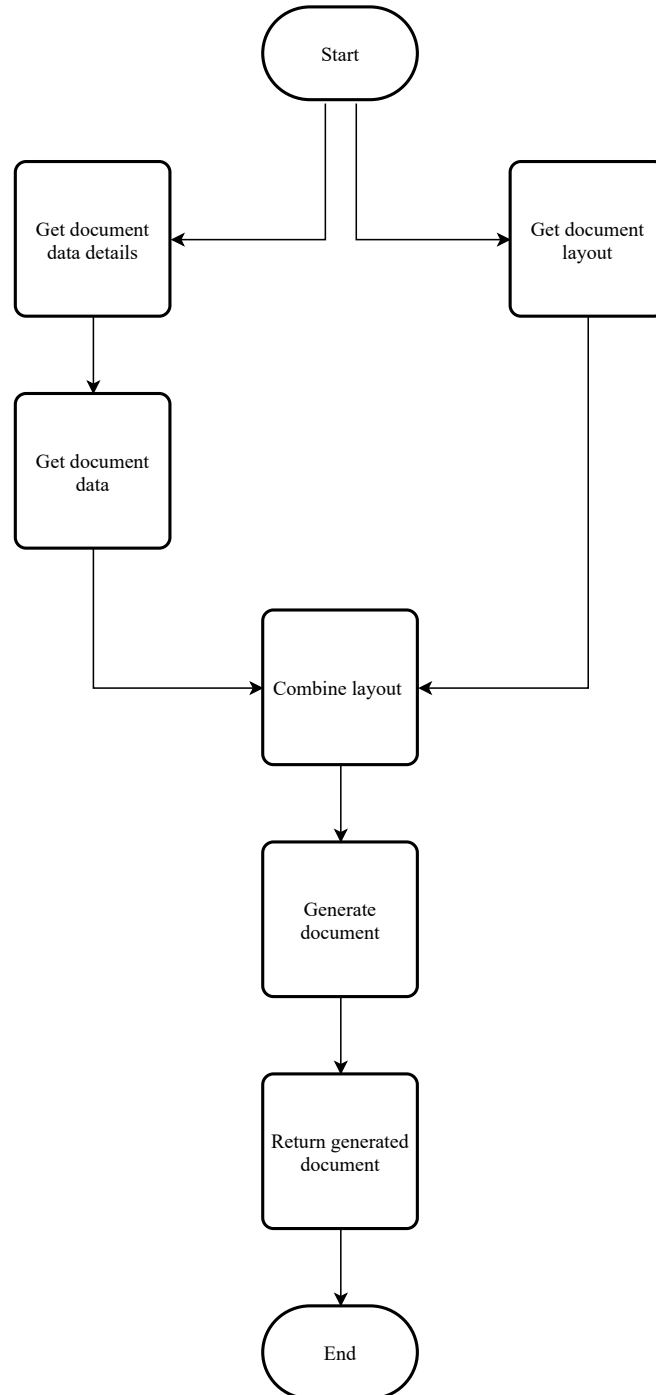 Start
Get document
data details
Get document
layout
Get document
data
Combine layout
Generate
document
Return generated
document
End